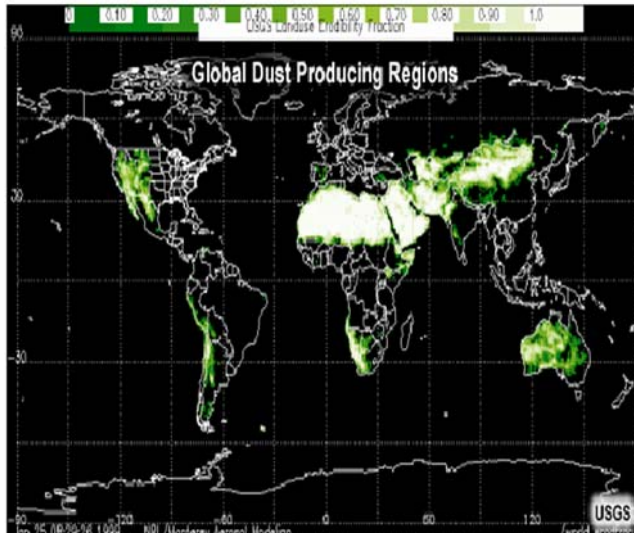 0 0.10 0.20 0.30 0.40 0.50 0.60 0.70 0.80 0.90 1.0
USGS Landuse Erodibility Fraction
60
Global Dust Producing Regions
-30
USGS
-90 -120 -60 0 60 120
NRL/Monterey Aerosol Modeling